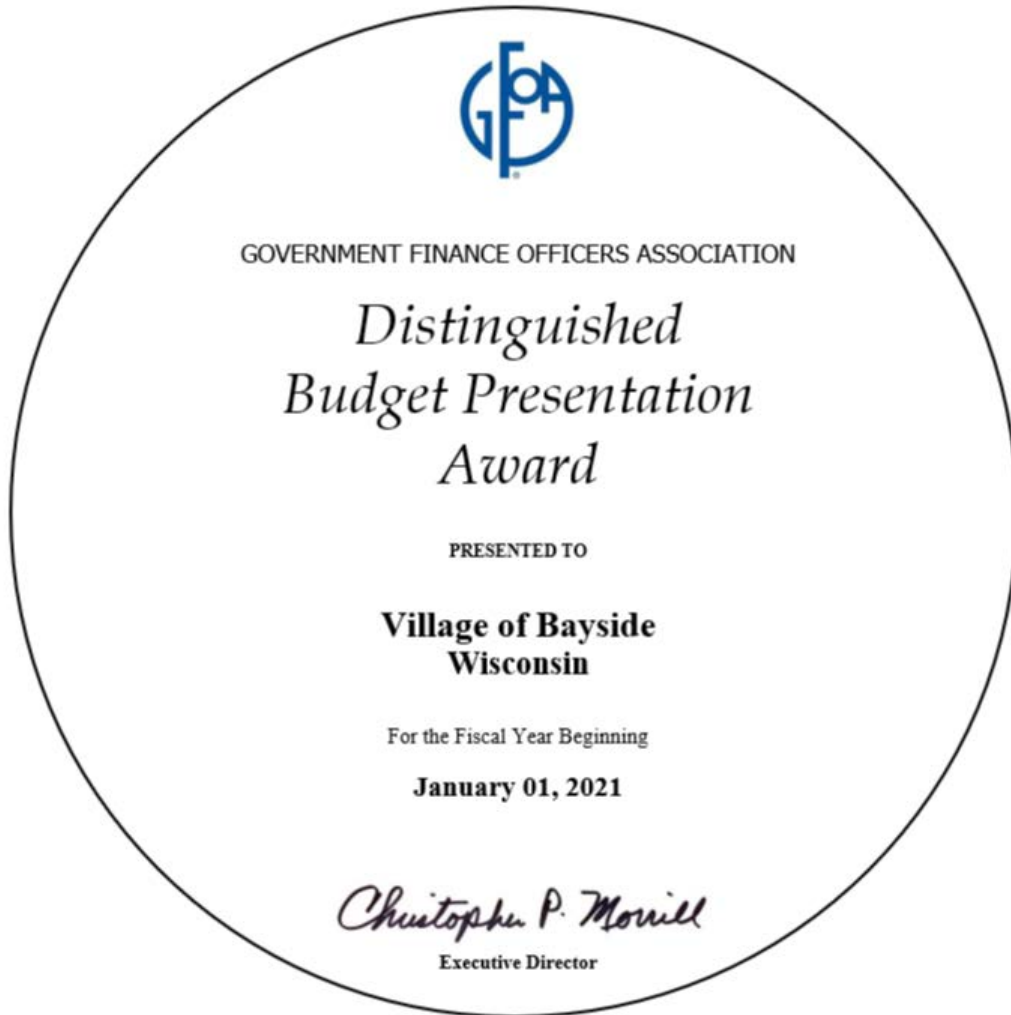 GFOA
GOVERNMENT FINANCE OFFICERS ASSOCIATION
Distinguished
Budget Presentation
Award
PRESENTED TO
Village of Bayside
Wisconsin
For the Fiscal Year Beginning
January 01, 2021
Christopher P. Morrill
Executive Director